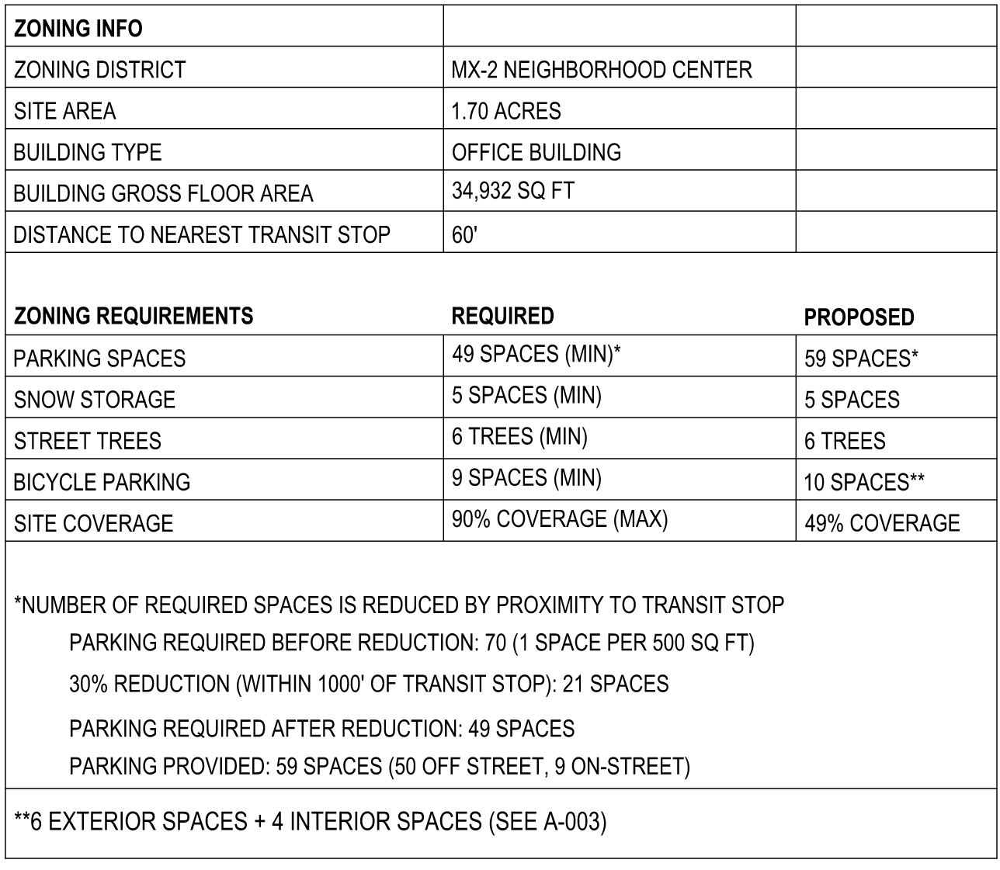 ZONING INFO
ZONING DISTRICT MX-2 NEIGHBORHOOD CENTER
SITE AREA 1.70 ACRES
BUILDING TYPE OFFICE BUILDING
BUILDING GROSS FLOOR AREA 34,932 SQ FT
DISTANCE TO NEAREST TRANSIT STOP 60'
ZONING REQUIREMENTS REQUIRED PROPOSED
PARKING SPACES 49 SPACES (MIN)* 59 SPACES*
SNOW STORAGE 5 SPACES (MIN) 5 SPACES
STREET TREES 6 TREES (MIN) 6 TREES
BICYCLE PARKING 9 SPACES (MIN) 10 SPACES**
SITE COVERAGE 90% COVERAGE (MAX) 49% COVERAGE
*NUMBER OF REQUIRED SPACES IS REDUCED BY PROXIMITY TO TRANSIT STOP
PARKING REQUIRED BEFORE REDUCTION: 70 (1 SPACE PER 500 SQ FT)
30% REDUCTION (WITHIN 1000' OF TRANSIT STOP): 21 SPACES
PARKING REQUIRED AFTER REDUCTION: 49 SPACES
PARKING PROVIDED: 59 SPACES (50 OFF STREET, 9 ON-STREET)
**6 EXTERIOR SPACES + 4 INTERIOR SPACES (SEE A-003)